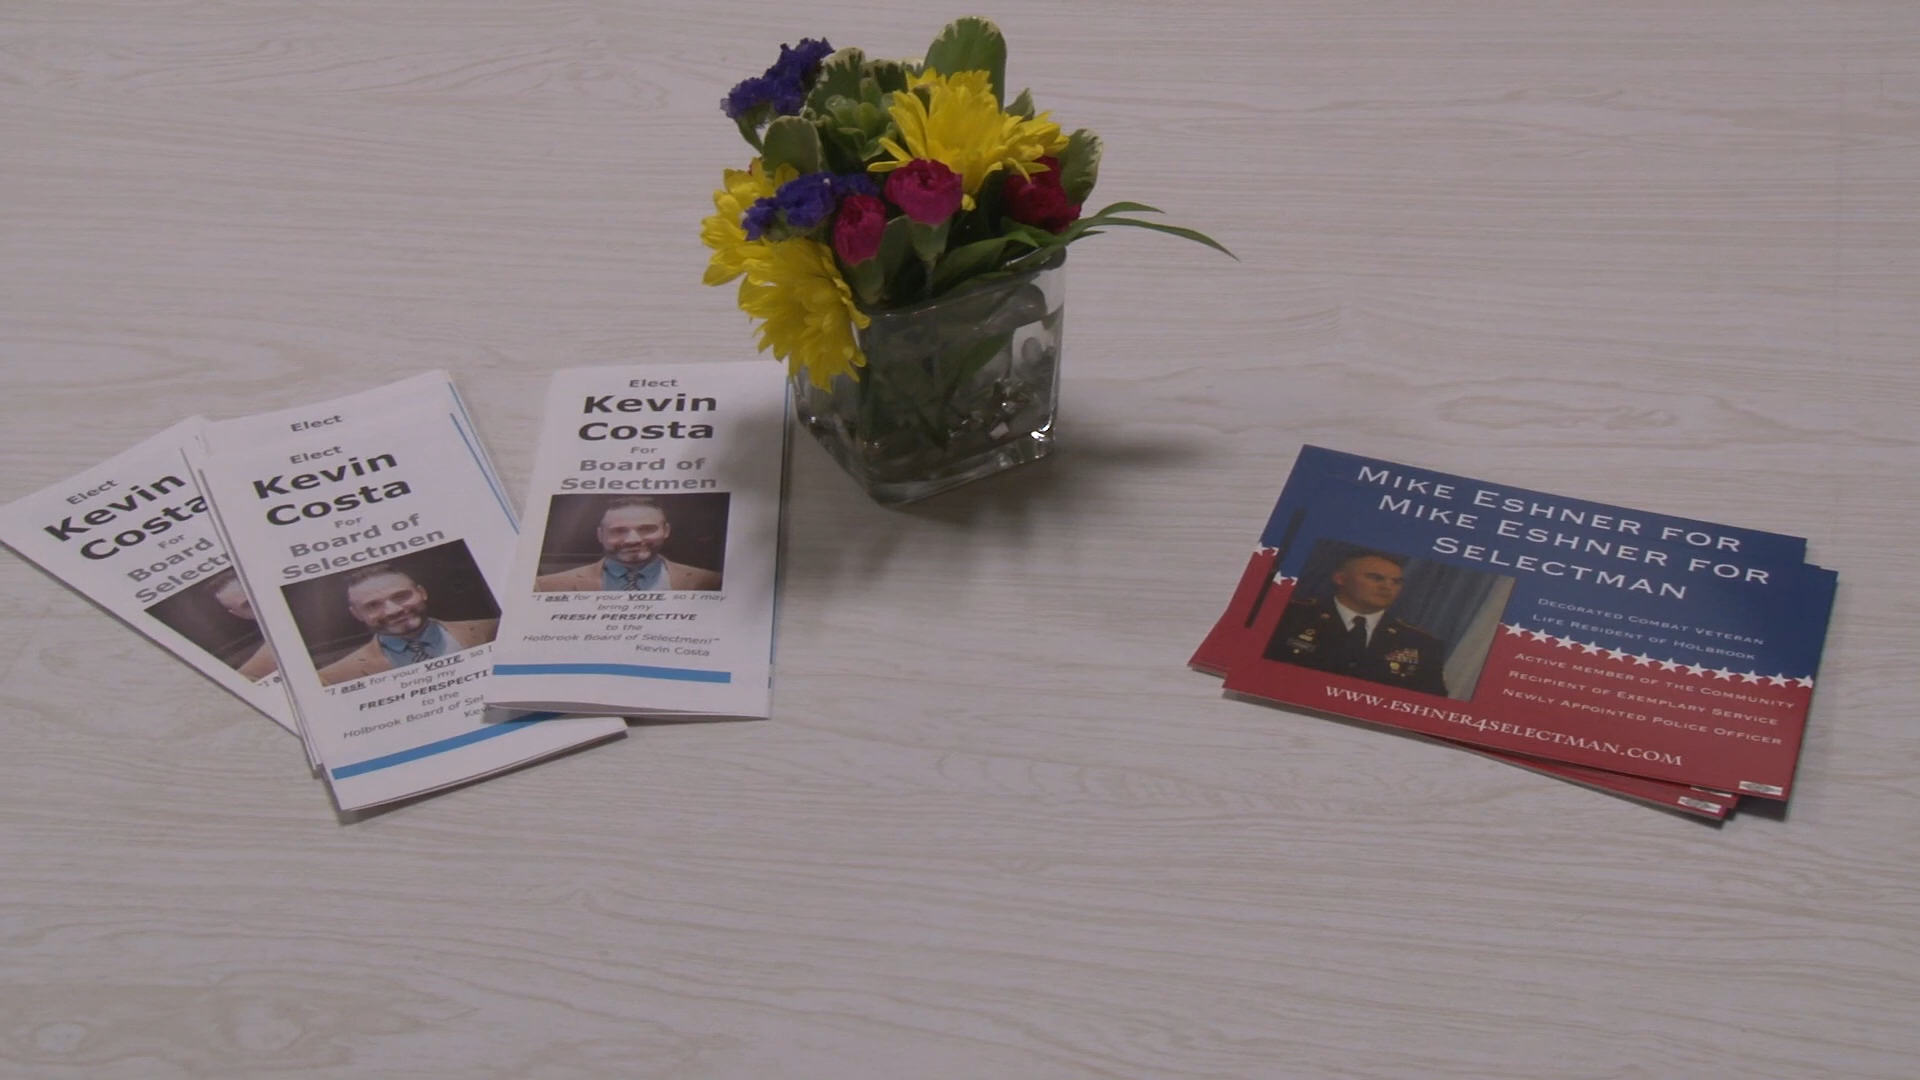 Elect
Kevin
Costa
For
Board
Select
"I
Elect
Elect
Kevin
Costa
For
Board of
Selectmen
"I ask for your VOTE, so I
bring my
FRESH PERSPECTI
to the
Holbrook Board of Sel
Kev
Elect
Kevin
Costa
For
Board of
Selectmen
"I ask for your VOTE, so I may
bring my
FRESH PERSPECTIVE
to the
Holbrook Board of Selectmen!"
Kevin Costa
MIKE ESHNER FOR
MIKE ESHNER FOR
SELECTMAN
DECORATED COMBAT VETERAN
LIFE RESIDENT OF HOLBROOK
ACTIVE MEMBER OF THE COMMUNITY
RECIPIENT OF EXEMPLARY SERVICE
NEWLY APPOINTED POLICE OFFICER
WWW.ESHNER4SELECTMAN.COM